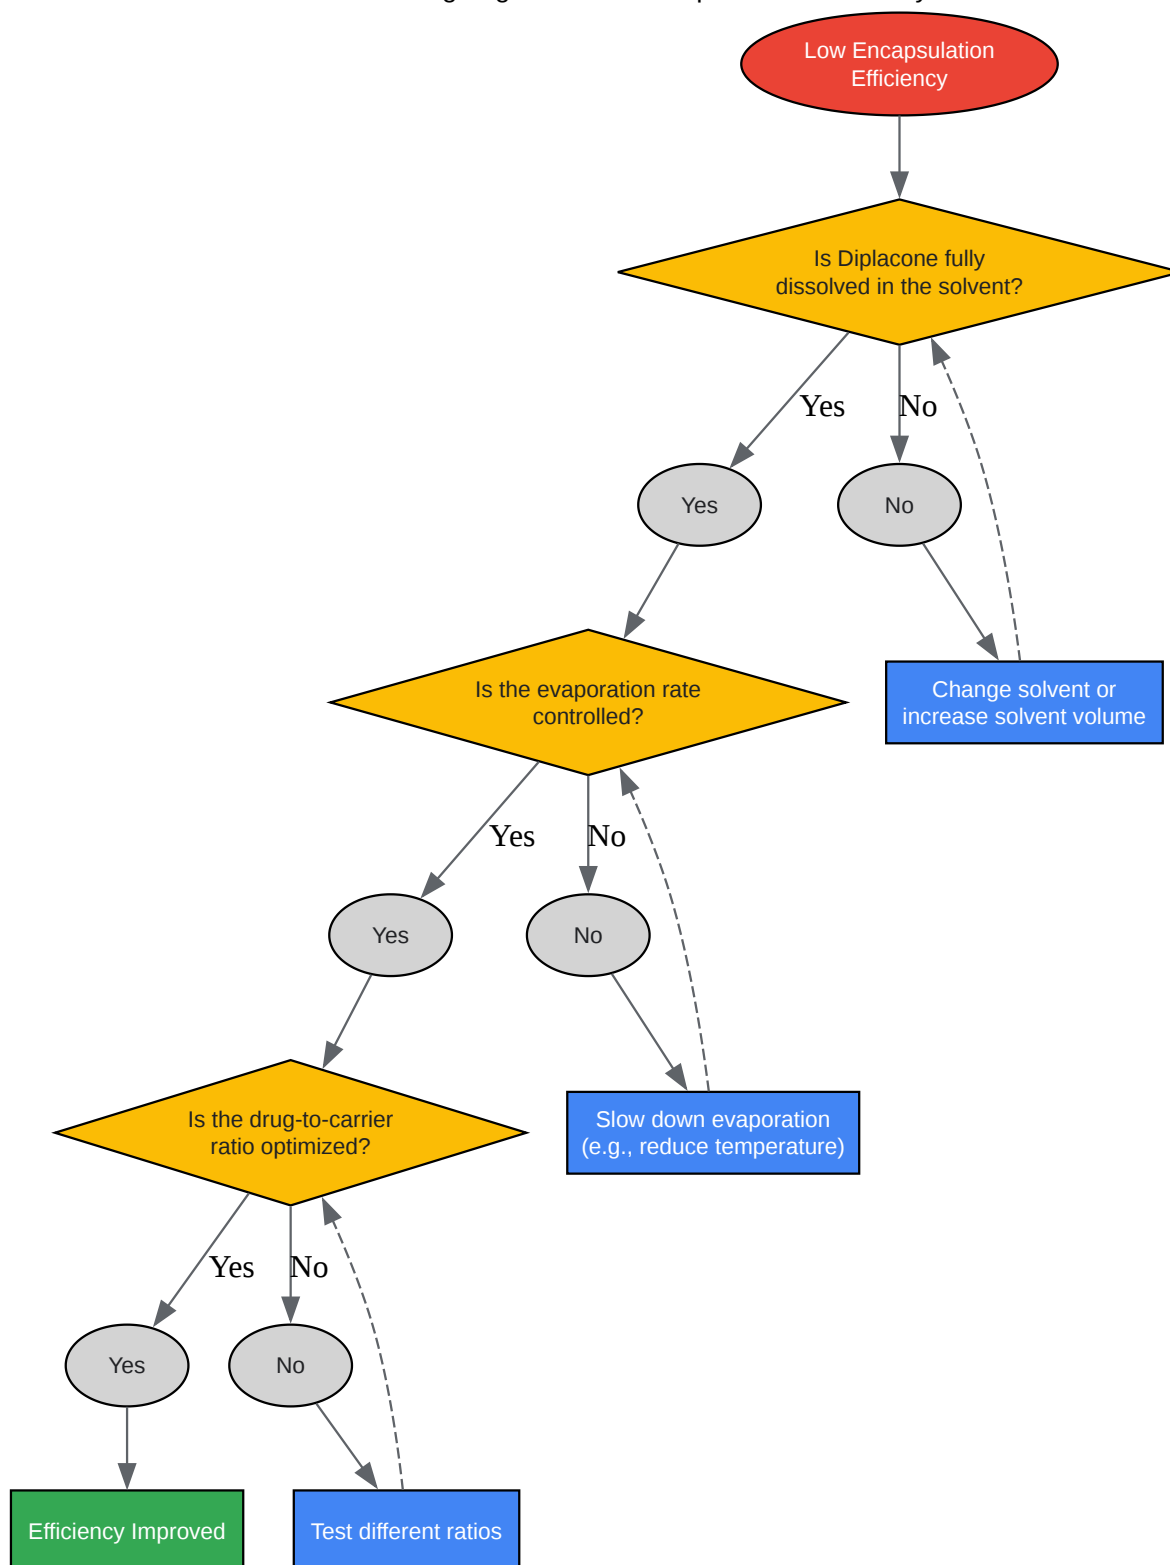 Low Encapsulation
Efficiency
Is Diplacone fully
dissolved in the solvent?
Yes
No
Yes
No
Change solvent or
increase solvent volume
Is the evaporation rate
controlled?
Yes
No
Yes
No
Slow down evaporation
(e.g., reduce temperature)
Is the drug-to-carrier
ratio optimized?
Yes
No
Yes
No
Efficiency Improved
Test different ratios